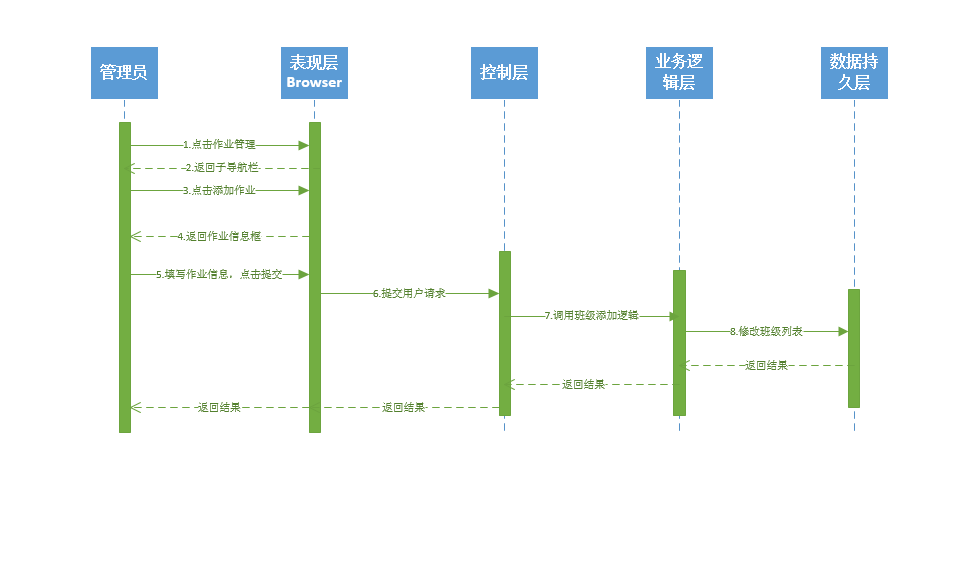 管理员
表现层
Browser
控制层
业务逻
辑层
数据持
久层
1.点击作业管理
2.返回子导航栏
3.点击添加作业
4.返回作业信息框
5.填写作业信息，点击提交
6.提交用户请求
7.调用班级添加逻辑
8.修改班级列表
返回结果
返回结果
返回结果
返回结果